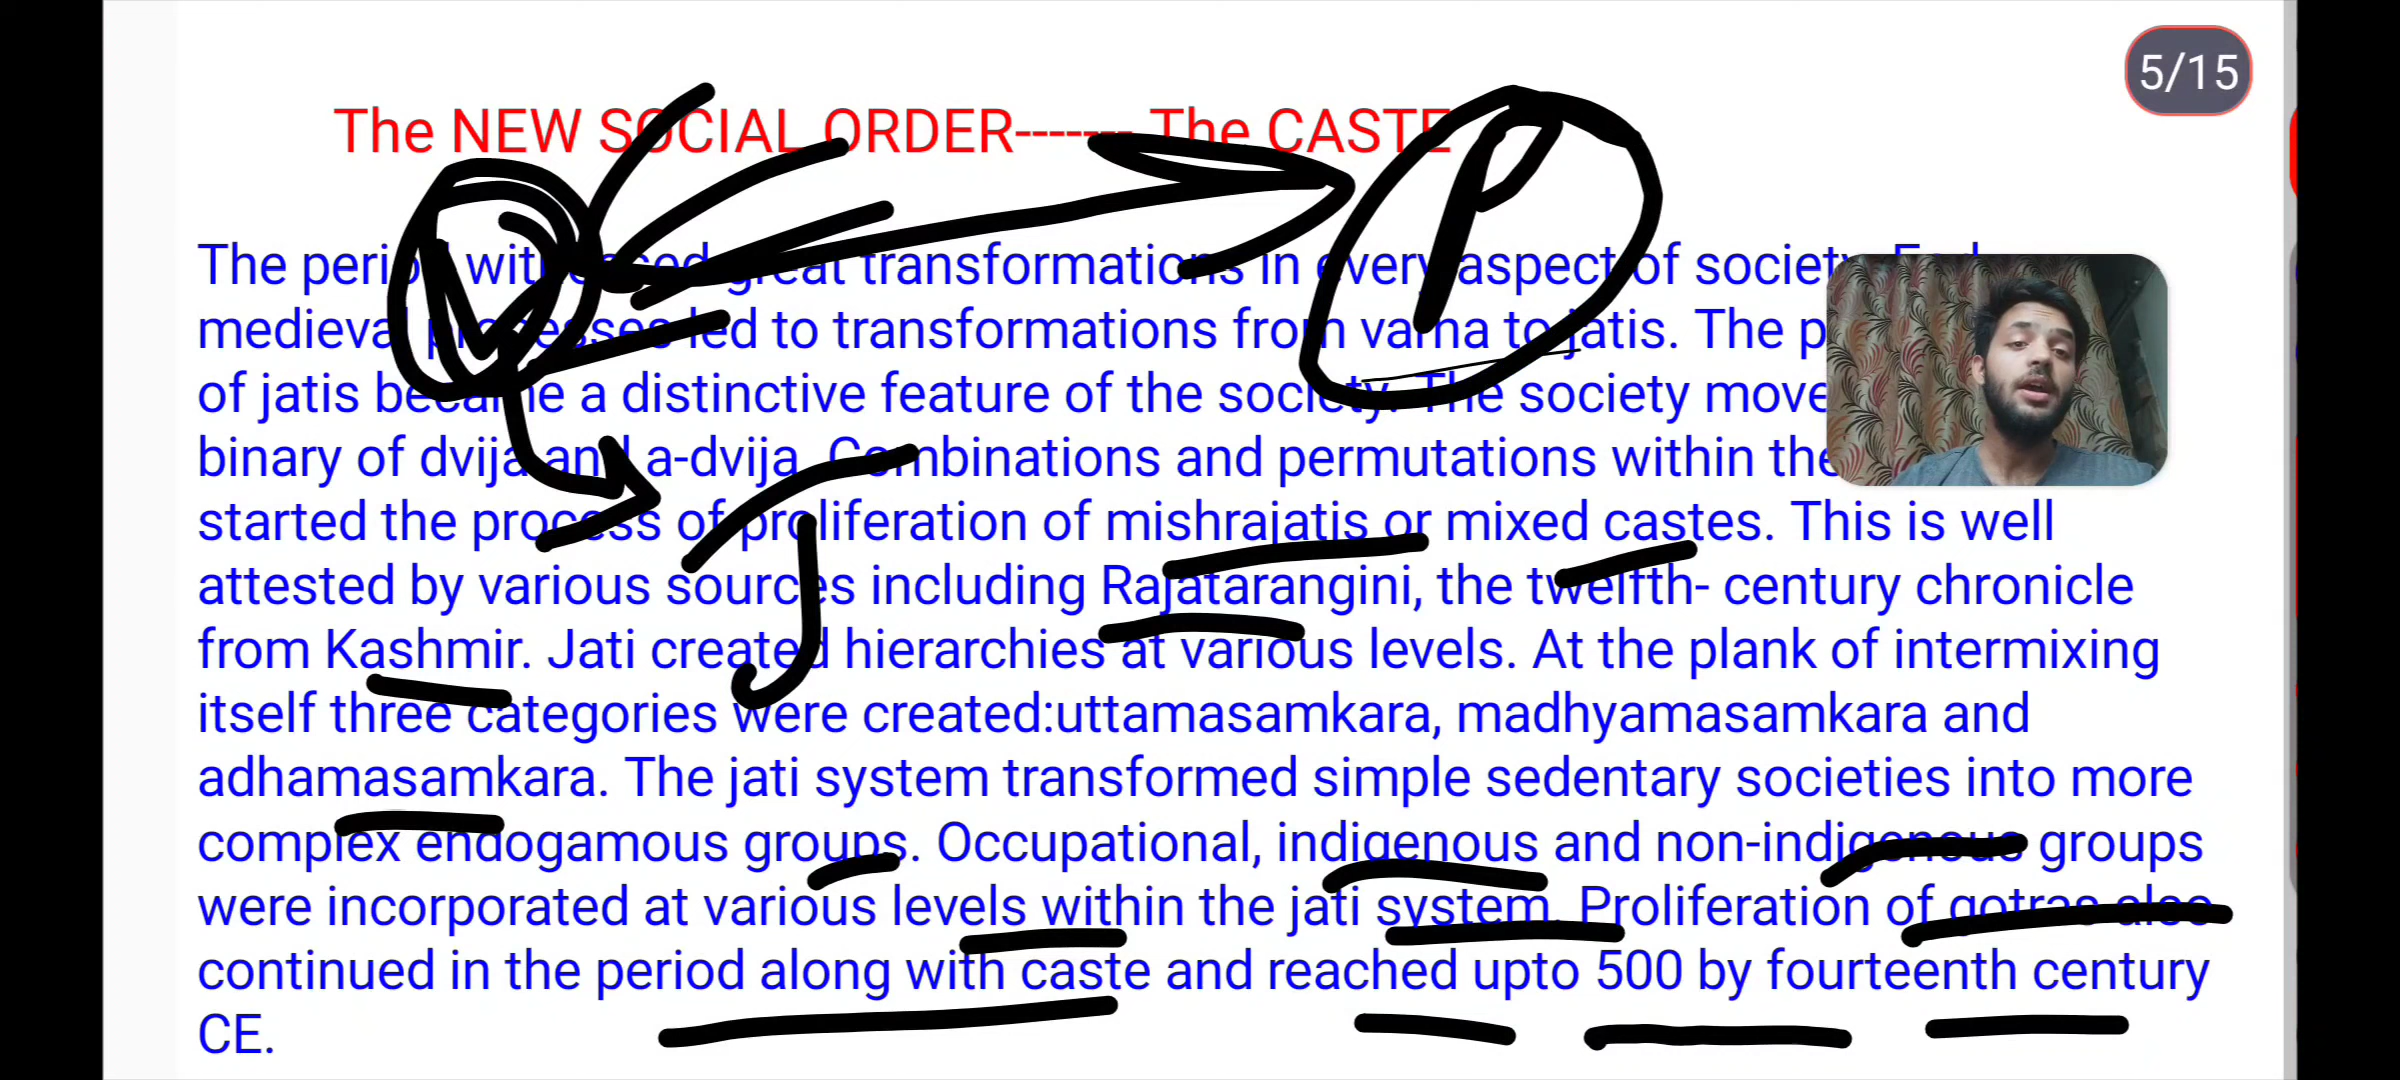 5/15
The NEW SOCIAL ORDER------- The CASTE
The period witnessed great transformations in every aspect of society.
medieval processes led to transformations from varna to jatis. The
of jatis became a distinctive feature of the society. The society
binary of dvija and a-dvija. Combinations and permutations within the
started the process of proliferation of mishrajatis or mixed castes. This is well
attested by various sources including Rajatarangini, the twelfth- century chronicle
from Kashmir. Jati created hierarchies at various levels. At the plank of intermixing
itself three categories were created:uttamasamkara, madhyamasamkara and
adhamasamkara. The jati system transformed simple sedentary societies into more
complex endogamous groups. Occupational, indigenous and non-indigenous groups
were incorporated at various levels within the jati system. Proliferation of gotras also
continued in the period along with caste and reached upto 500 by fourteenth century
CE.
V
P
J